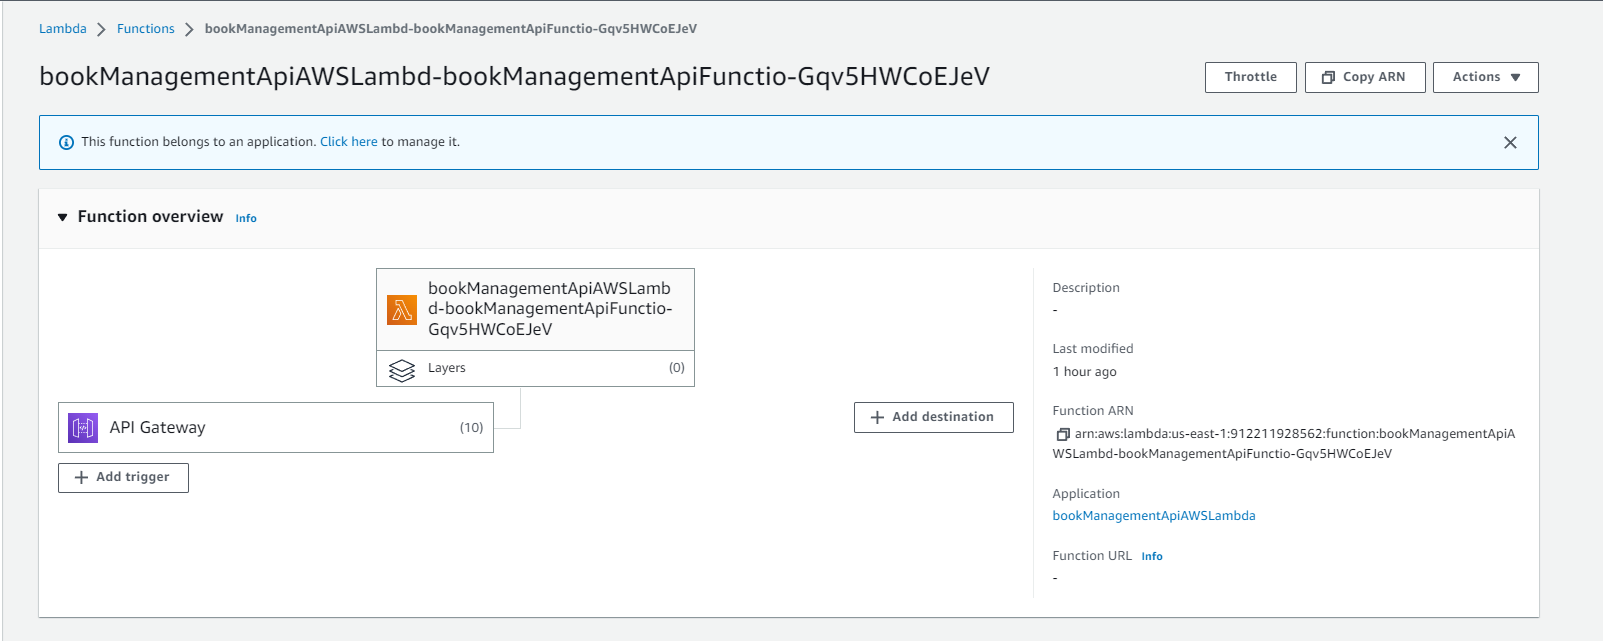 Lambda > Functions > bookManagementApiAWSLambd-bookManagementApiFunctio-Gqv5HWCoEJeV
bookManagementApiAWSLambd-bookManagementApiFunctio-Gqv5HWCoEJeV
Throttle
Copy ARN
Actions
This function belongs to an application. Click here to manage it.
Function overview Info
bookManagementApiAWSLamb
d-bookManagementApiFunctio-
Gqv5HWCoEJeV
Layers (0)
API Gateway (10)
+ Add trigger
+ Add destination
Description
-
Last modified
1 hour ago
Function ARN
arn:aws:lambda:us-east-1:912211928562:function:bookManagementApiA
WSLambd-bookManagementApiFunctio-Gqv5HWCoEJeV
Application
bookManagementApiAWSLambda
Function URL Info
-